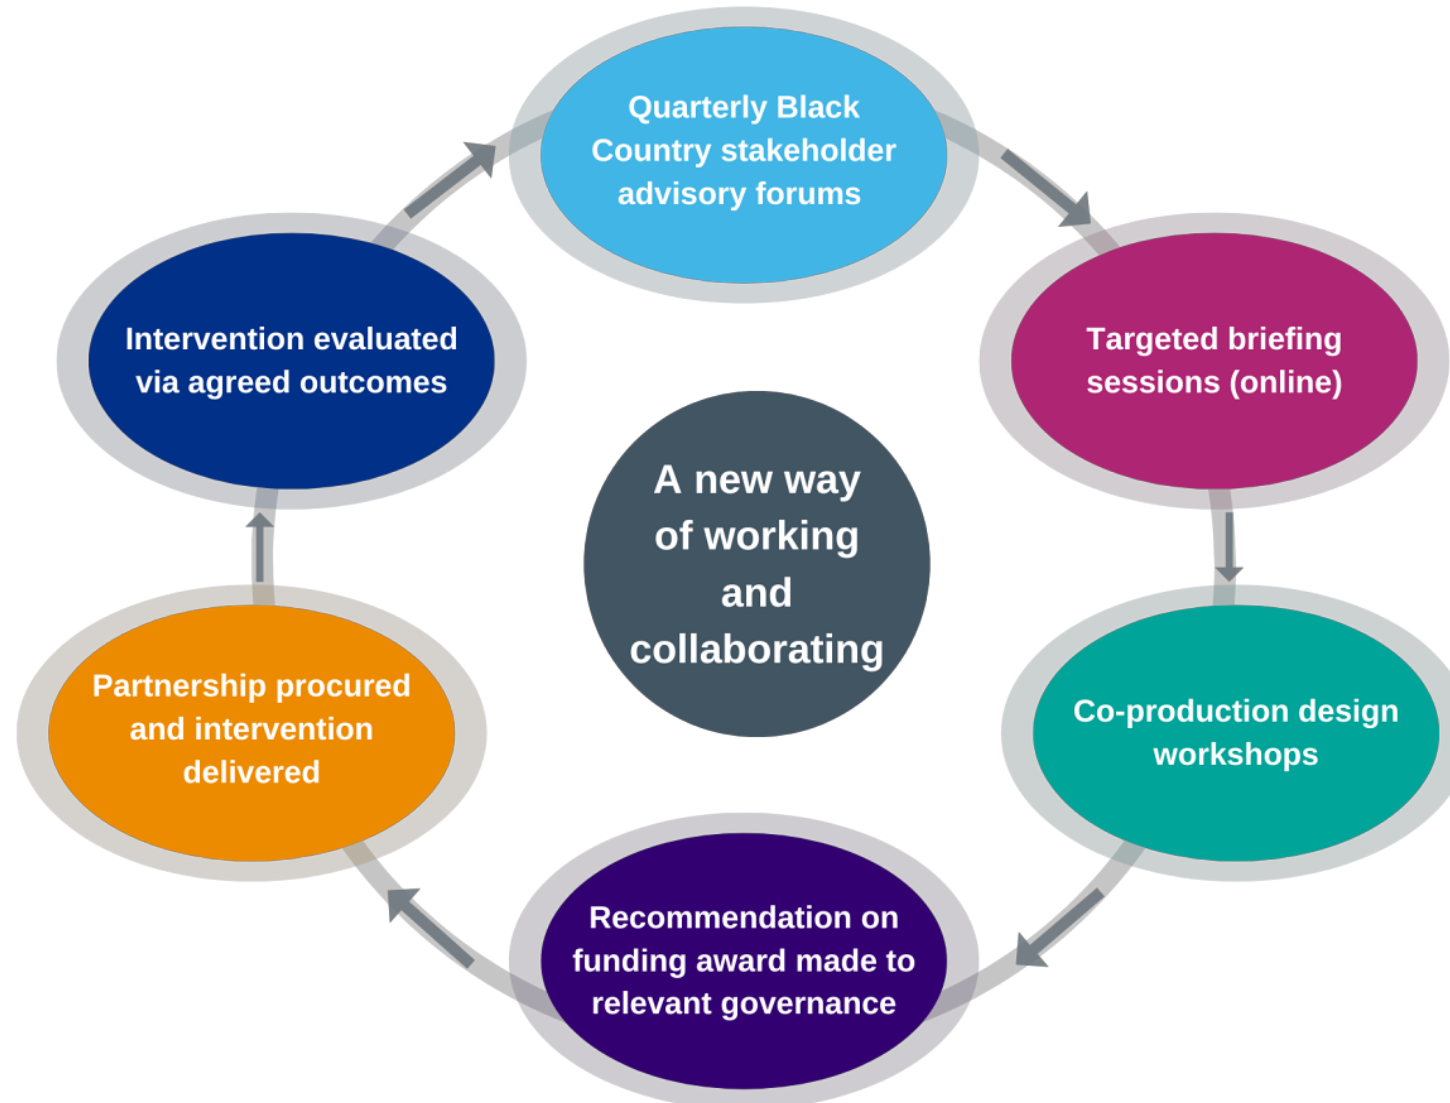 Quarterly Black
Country stakeholder
advisory forums
Targeted briefing
sessions (online)
Co-production design
workshops
Recommendation on
funding award made to
relevant governance
Partnership procured
and intervention
delivered
Intervention evaluated
via agreed outcomes
A new way
of working
and
collaborating